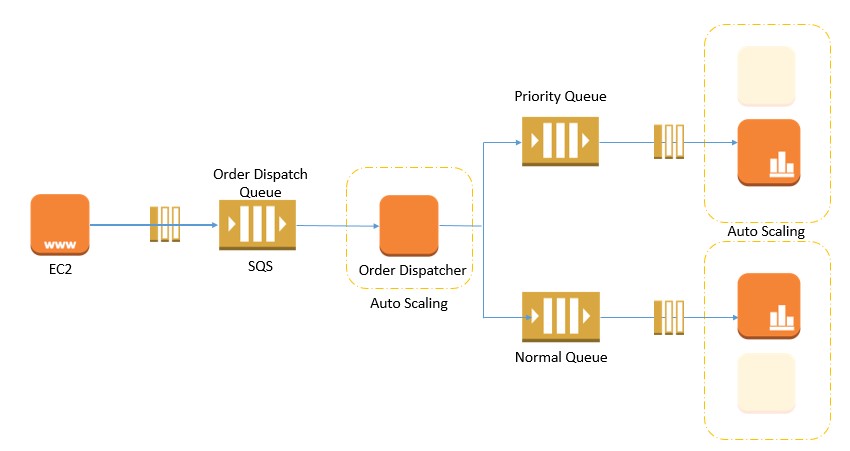 Priority Queue
Order Dispatch
Queue
www
EC2
SQS
Order Dispatcher
Auto Scaling
Auto Scaling
Normal Queue